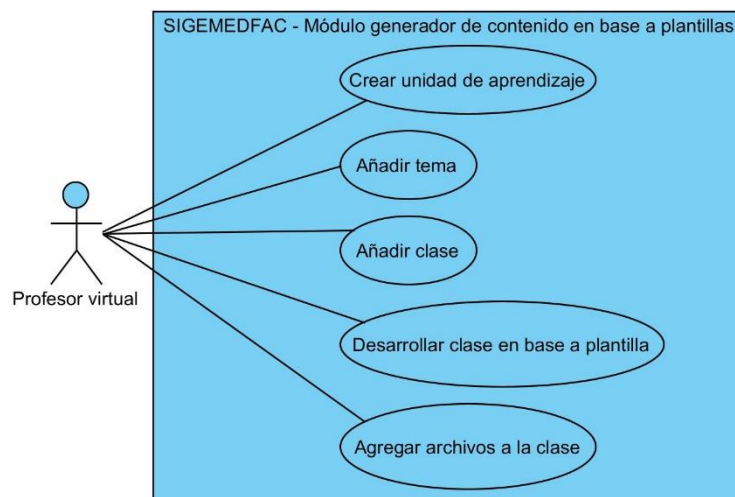 SIGEMEDFAC - Módulo generador de contenido en base a plantillas
Crear unidad de aprendizaje
Añadir tema
Añadir clase
Profesor virtual
Desarrollar clase en base a plantilla
Agregar archivos a la clase